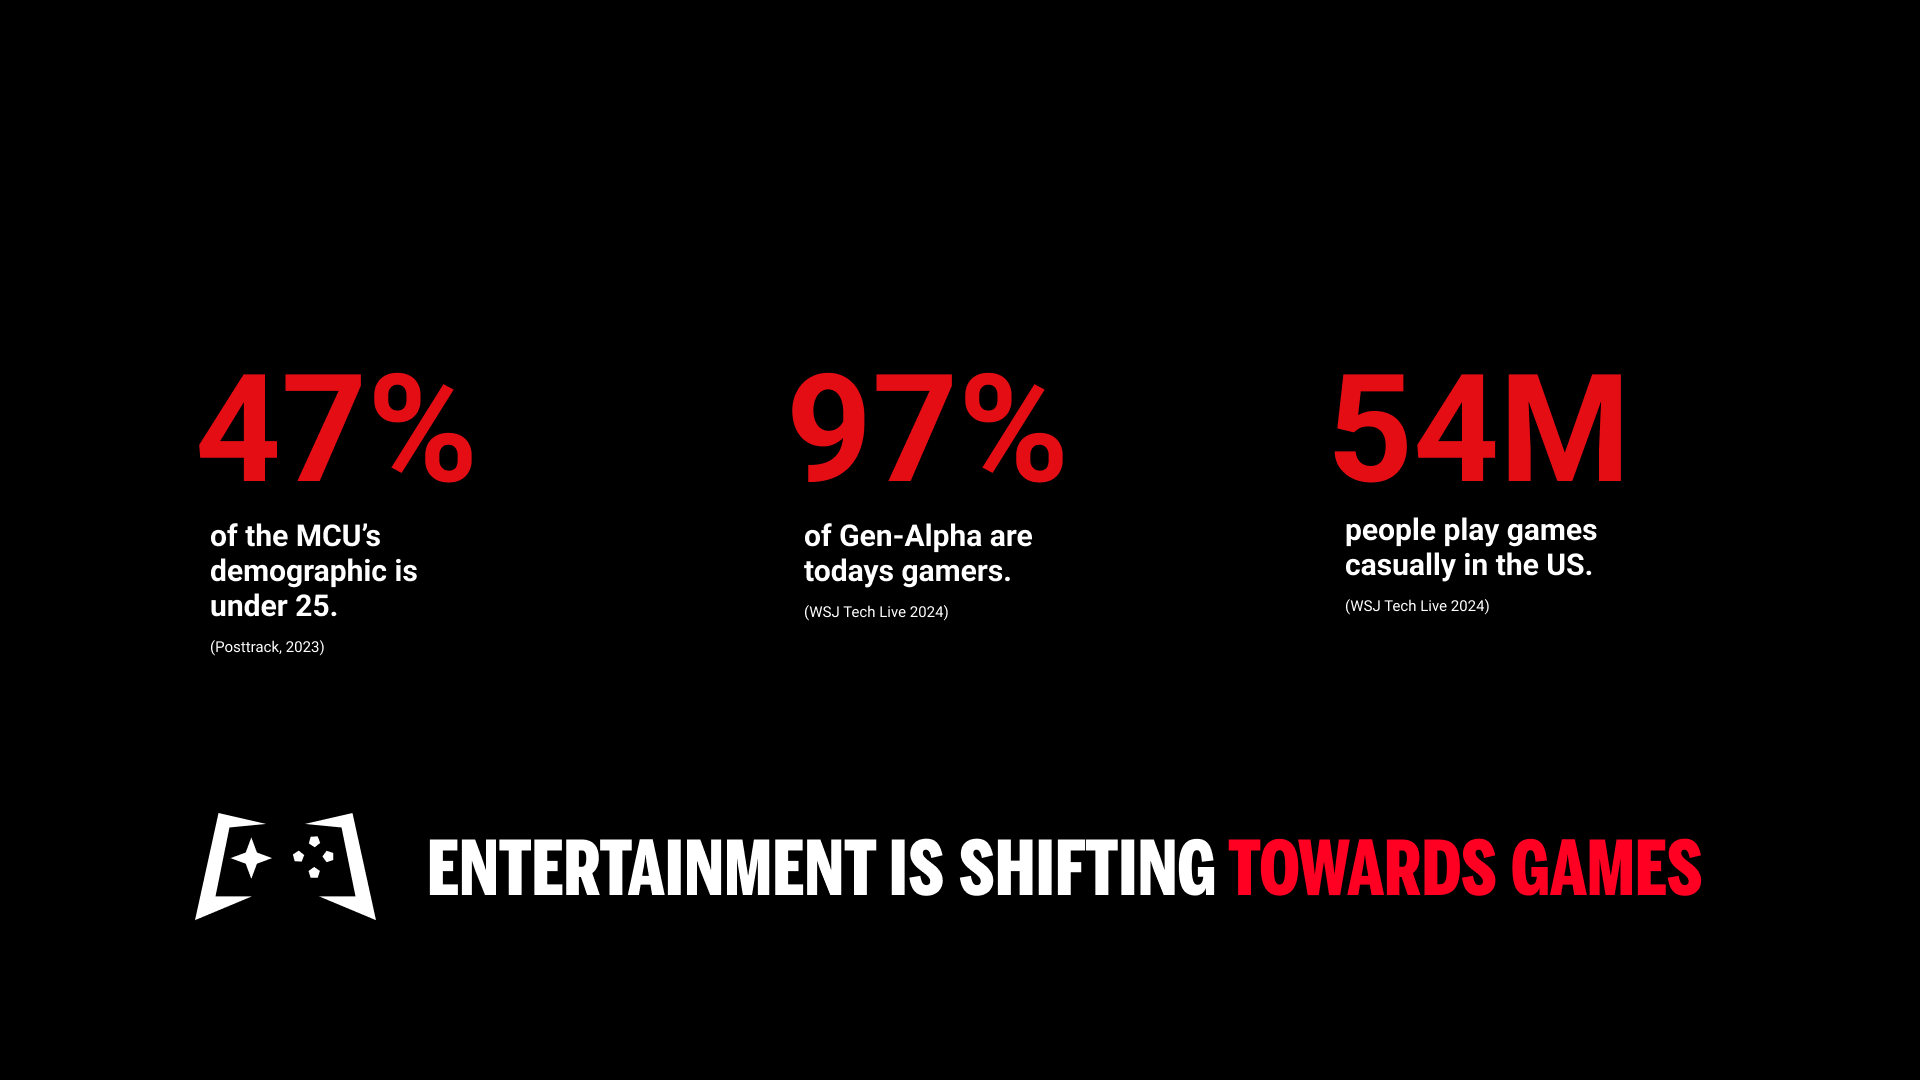 47%
of the MCU’s
demographic is
under 25.
(Posttrack, 2023)
97%
of Gen-Alpha are
todays gamers.
(WSJ Tech Live 2024)
54M
people play games
casually in the US.
(WSJ Tech Live 2024)
ENTERTAINMENT IS SHIFTING TOWARDS GAMES